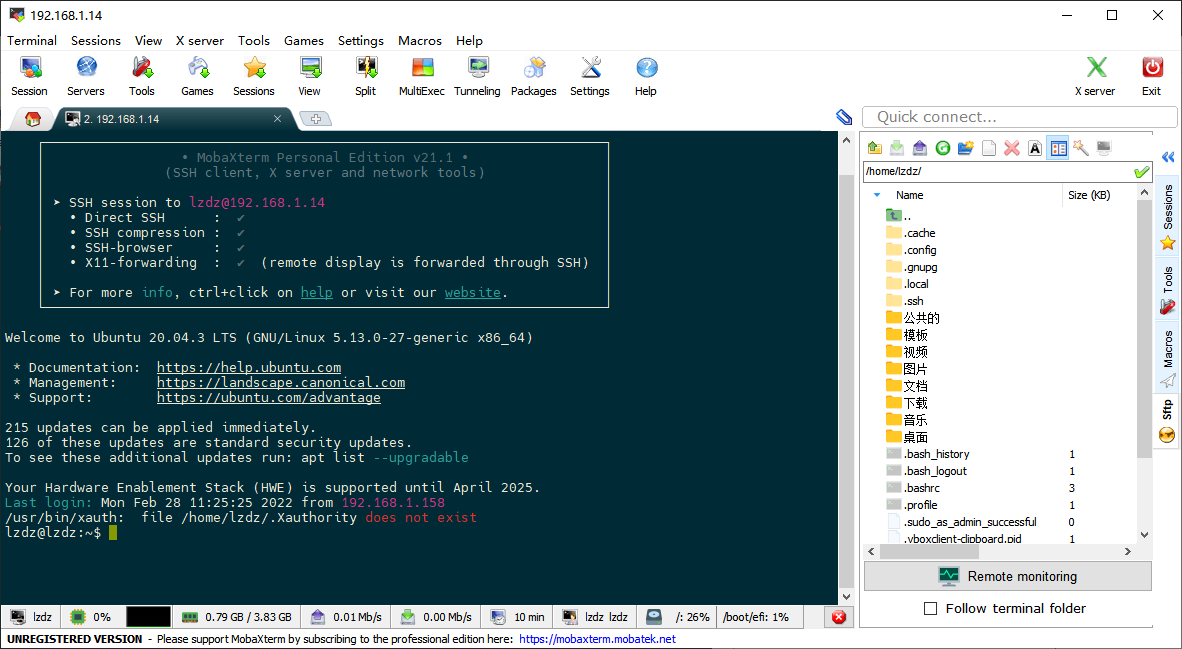 192.168.1.14
Terminal Sessions View X server Tools Games Settings Macros Help
Session Servers Tools Games Sessions View Split MultiExec Tunneling Packages Settings Help X server Exit
2. 192.168.1.14
Quick connect...
• MobaXterm Personal Edition v21.1 •
(SSH client, X server and network tools)
➤ SSH session to lzdz@192.168.1.14
• Direct SSH : ✔
• SSH compression : ✔
• SSH-browser : ✔
• X11-forwarding : ✔ (remote display is forwarded through SSH)
➤ For more info, ctrl+click on help or visit our website.
Welcome to Ubuntu 20.04.3 LTS (GNU/Linux 5.13.0-27-generic x86_64)
* Documentation: https://help.ubuntu.com
* Management: https://landscape.canonical.com
* Support: https://ubuntu.com/advantage
215 updates can be applied immediately.
126 of these updates are standard security updates.
To see these additional updates run: apt list --upgradable
Your Hardware Enablement Stack (HWE) is supported until April 2025.
Last login: Mon Feb 28 11:25:25 2022 from 192.168.1.158
/usr/bin/xauth: file /home/lzdz/.Xauthority does not exist
lzdz@lzdz:~$
/home/lzdz/
Name Size (KB)
..
.cache
.config
.gnupg
.local
.ssh
公共的
模板
视频
图片
文档
下载
音乐
桌面
.bash_history 1
.bash_logout 1
.bashrc 3
.profile 1
.sudo_as_admin_successful 0
.vboxclient-clipboard.pid 1
Remote monitoring
Follow terminal folder
Sessions
Tools
Macros
Sftp
lzdz 0% 0.79 GB / 3.83 GB 0.01 Mb/s 0.00 Mb/s 10 min lzdz lzdz /: 26% /boot/efi: 1%
UNREGISTERED VERSION - Please support MobaXterm by subscribing to the professional edition here: https://mobaxterm.mobatek.net